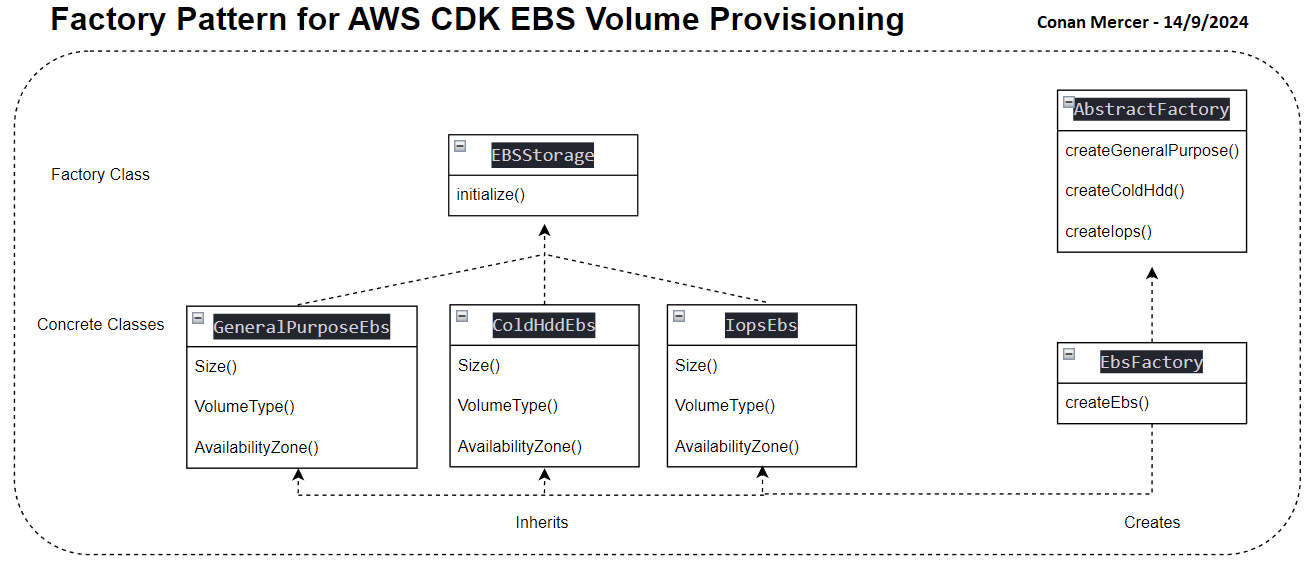 Factory Pattern for AWS CDK EBS Volume Provisioning
Conan Mercer - 14/9/2024
AbstractFactory
createGeneralPurpose()
createColdHdd()
createIops()
Factory Class
EBSStorage
initialize()
Concrete Classes
GeneralPurposeEbs
Size()
VolumeType()
AvailabilityZone()
ColdHddEbs
Size()
VolumeType()
AvailabilityZone()
IopsEbs
Size()
VolumeType()
AvailabilityZone()
EbsFactory
createEbs()
Inherits
Creates